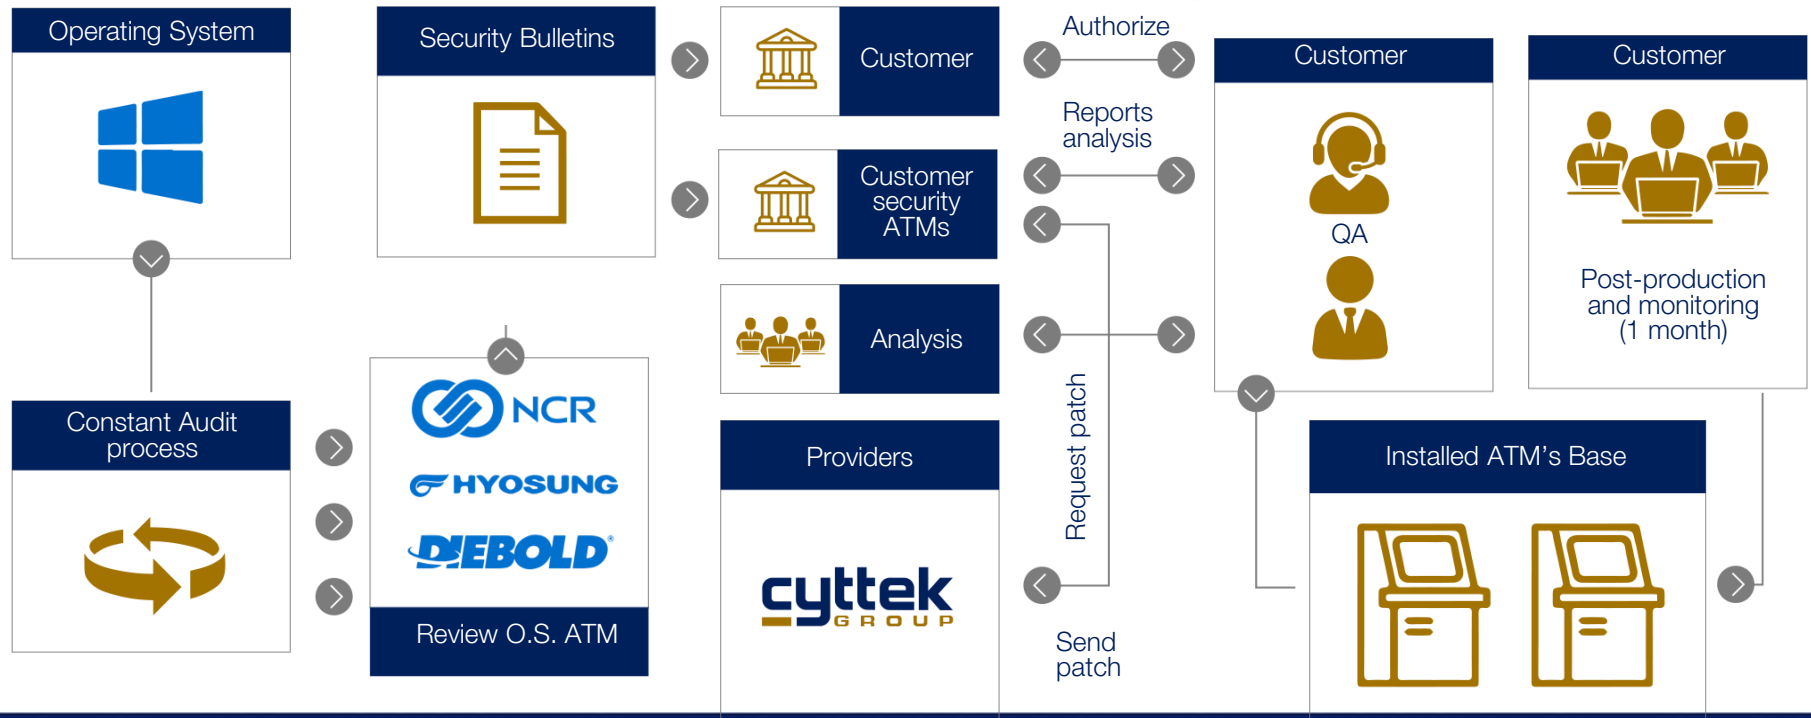 Operating System
Constant Audit
process
NCR
HYOSUNG
DIEBOLD®
Review O.S. ATM
Security Bulletins
Customer
Customer
security
ATMs
Analysis
Providers
cyttek
GROUP
Authorize
Reports
analysis
Request patch
Send
patch
Customer
QA
Customer
Post-production
and monitoring
(1 month)
Installed ATM’s Base